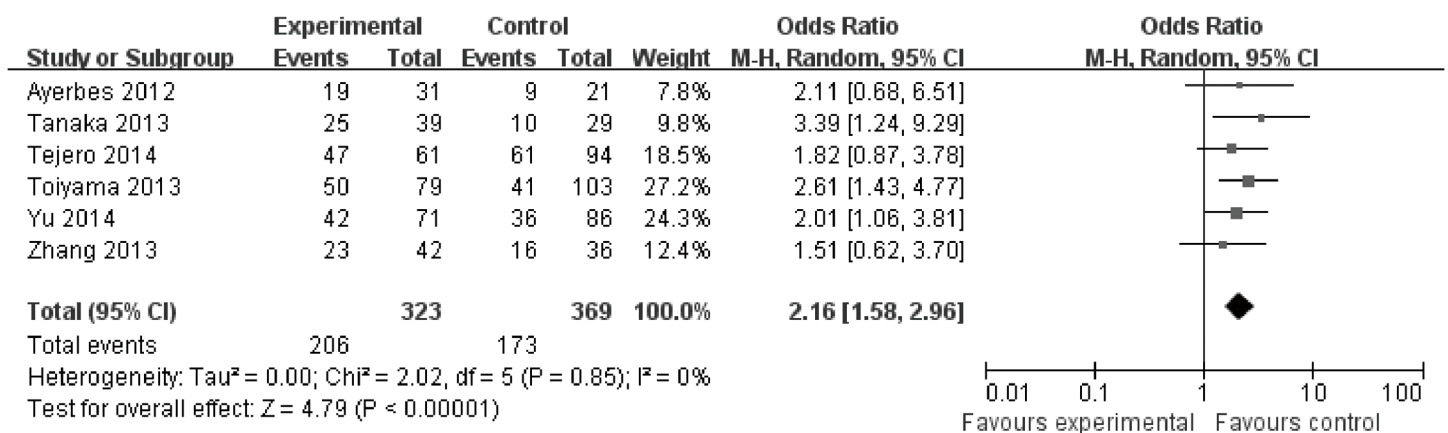 Experimental Control Odds Ratio Odds Ratio
Study or Subgroup Events Total Events Total Weight M-H, Random, 95% CI M-H, Random, 95% CI
Ayerbes 2012 19 31 9 21 7.8% 2.11 [0.68, 6.51]
Tanaka 2013 25 39 10 29 9.8% 3.39 [1.24, 9.29]
Tejero 2014 47 61 61 94 18.5% 1.82 [0.87, 3.78]
Toiyama 2013 50 79 41 103 27.2% 2.61 [1.43, 4.77]
Yu 2014 42 71 36 86 24.3% 2.01 [1.06, 3.81]
Zhang 2013 23 42 16 36 12.4% 1.51 [0.62, 3.70]
Total (95% CI) 323 369 100.0% 2.16 [1.58, 2.96]
Total events 206 173
Heterogeneity: Tau² = 0.00; Chi² = 2.02, df = 5 (P = 0.85); I² = 0%
Test for overall effect: Z = 4.79 (P < 0.00001)
0.01 0.1 1 10 100
Favours experimental Favours control